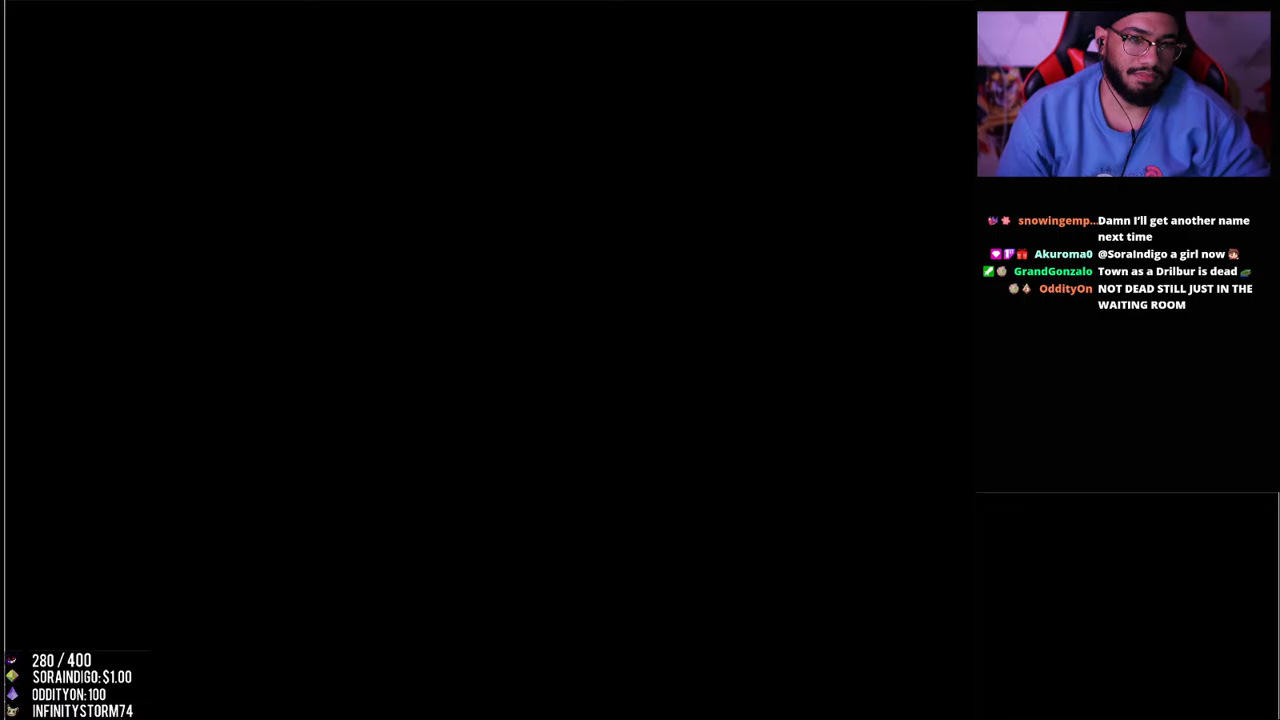 snowingemp...Damn I'll get another name
next time
Akuroma0 @SoraIndigo a girl now
GrandGonzalo Town as a Drilbur is dead
OddityOn NOT DEAD STILL JUST IN THE
WAITING ROOM
280 / 400
SORAINDIGO: $1.00
ODDITYON: 100
INFINITYSTORM74